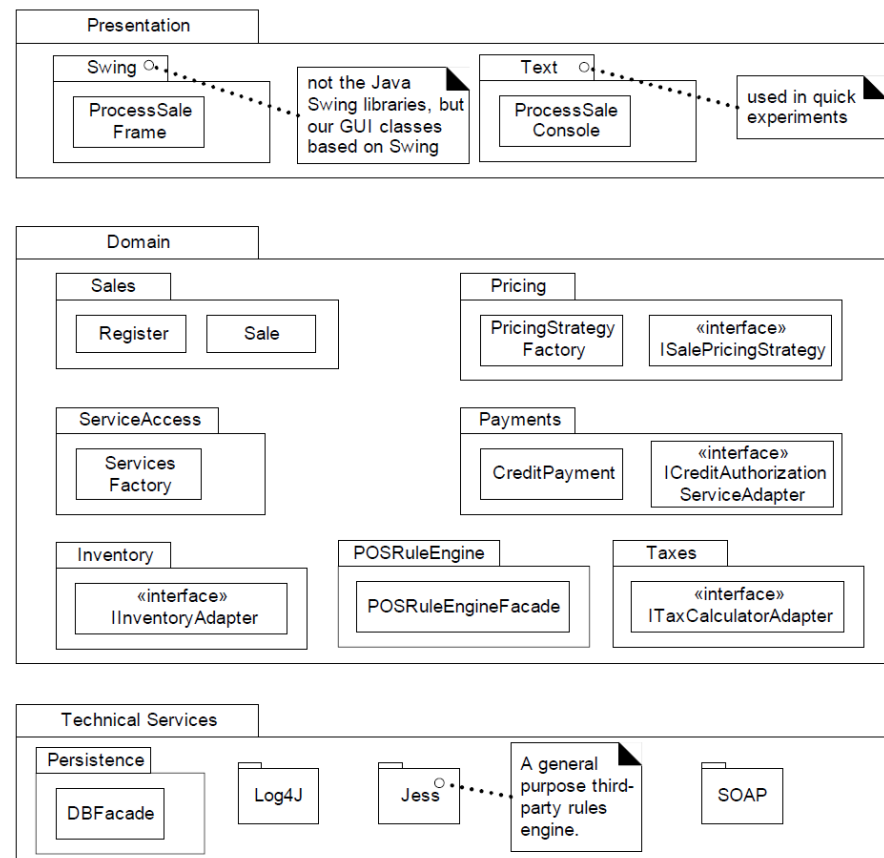 Presentation
Swing
ProcessSale
Frame
not the Java
Swing libraries, but
our GUI classes
based on Swing
Text
ProcessSale
Console
used in quick
experiments
Domain
Sales
Register
Sale
Pricing
PricingStrategy
Factory
«interface»
ISalePricingStrategy
ServiceAccess
Services
Factory
Payments
CreditPayment
«interface»
ICreditAuthorization
ServiceAdapter
Inventory
«interface»
IInventoryAdapter
POSRuleEngine
POSRuleEngineFacade
Taxes
«interface»
ITaxCalculatorAdapter
Technical Services
Persistence
DBFacade
Log4J
Jess
A general
purpose third-
party rules
engine.
SOAP